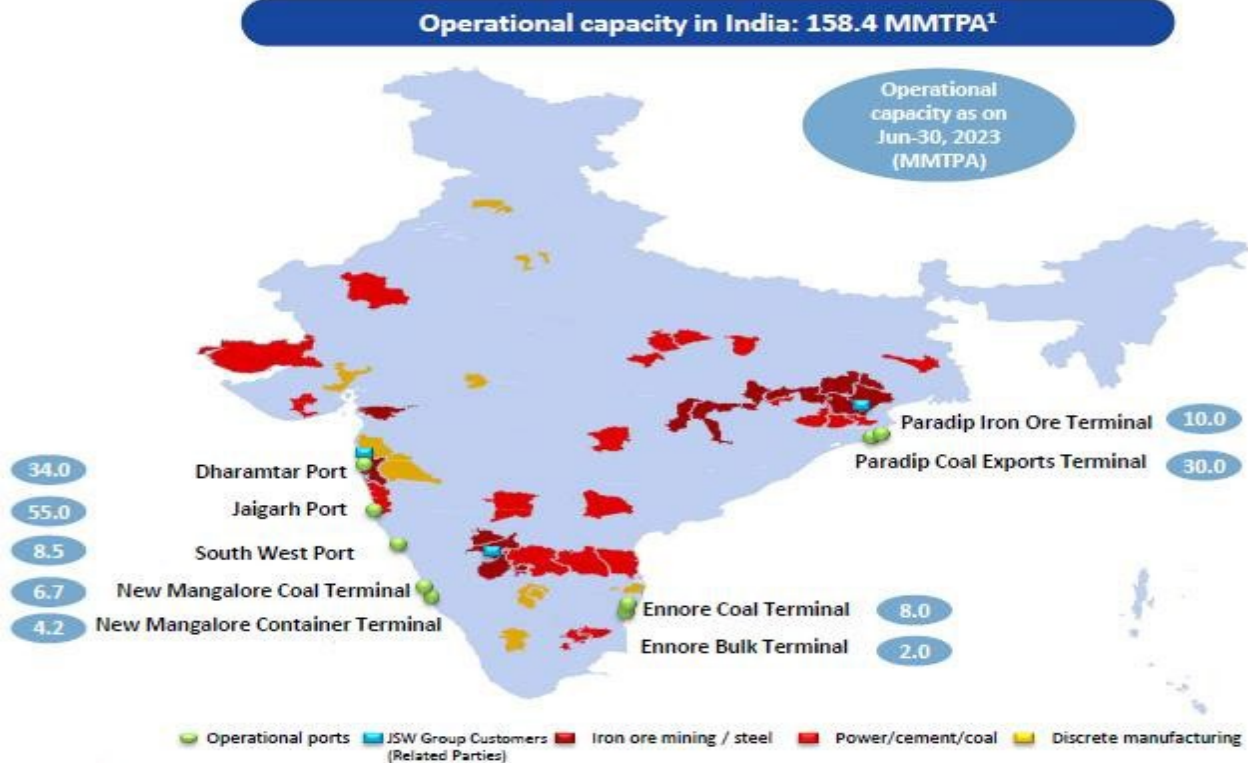 Operational capacity in India: 158.4 MMTPA¹
Operational
capacity as on
Jun-30, 2023
(MMTPA)
Paradip Iron Ore Terminal 10.0
Paradip Coal Exports Terminal 30.0
34.0 Dharamtar Port
55.0 Jaigarh Port
8.5 South West Port
6.7 New Mangalore Coal Terminal
4.2 New Mangalore Container Terminal
Ennore Coal Terminal 8.0
Ennore Bulk Terminal 2.0
Operational ports
JSW Group Customers
(Related Parties)
Iron ore mining / steel
Power/cement/coal
Discrete manufacturing